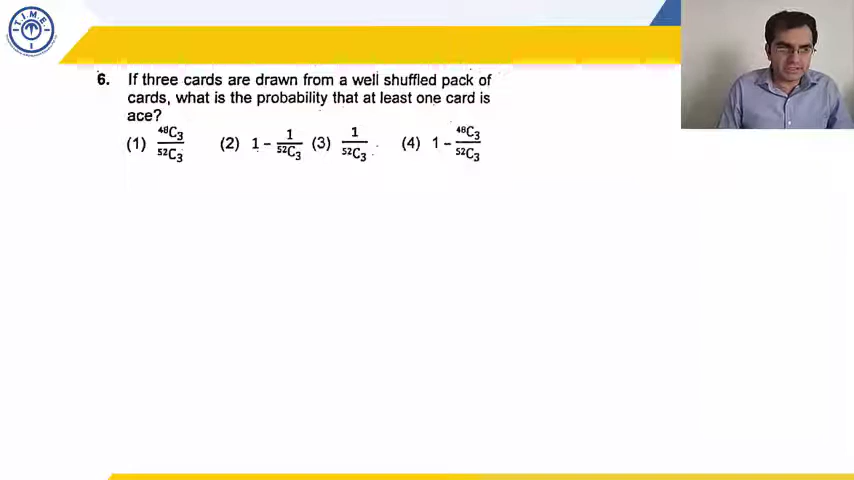 T.I.M.E.
6. If three cards are drawn from a well shuffled pack of
cards, what is the probability that at least one card is
ace?
(1) ⁴⁸C₃/⁵²C₃ (2) 1 - 1/⁵²C₃ (3) 1/⁵²C₃ (4) 1 - ⁴⁸C₃/⁵²C₃